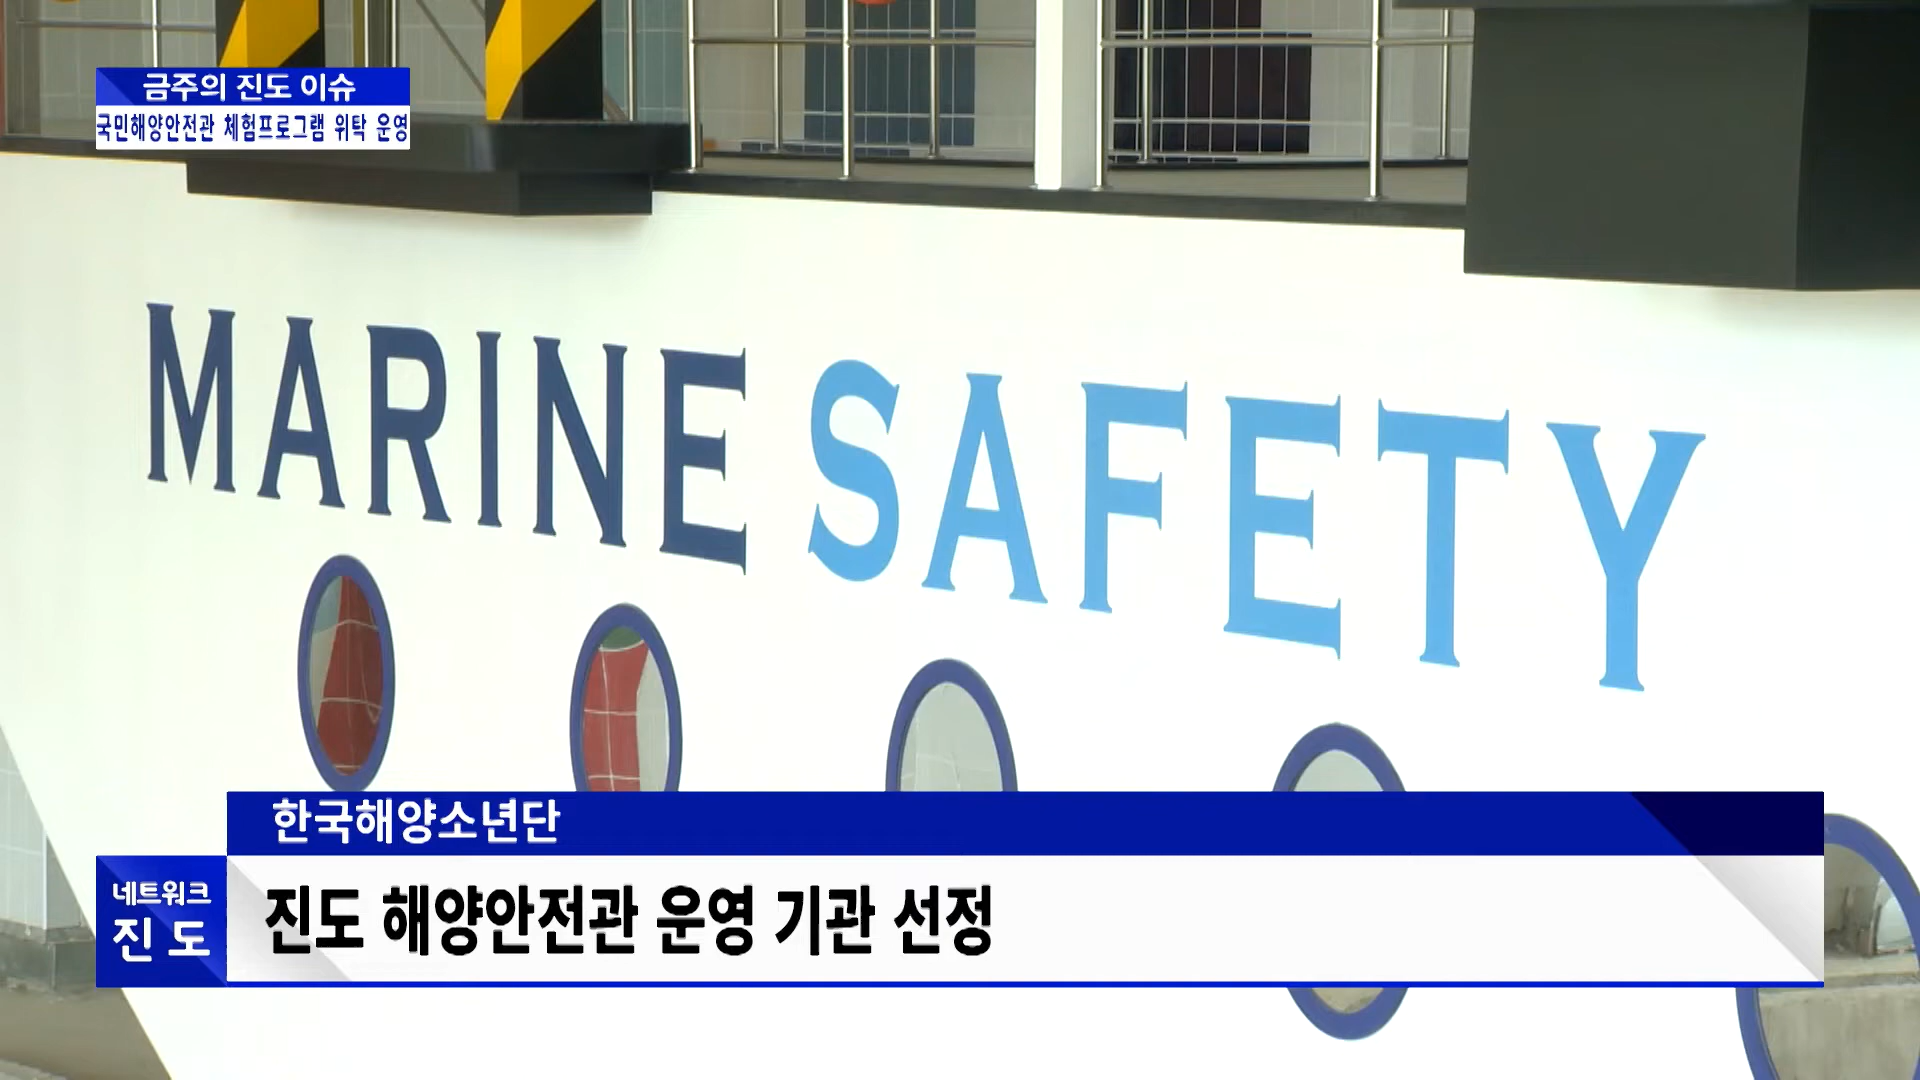 금주의 진도 이슈
국민해양안전관 체험프로그램 위탁 운영
MARINE SAFETY
한국해양소년단
네트워크
진도
진도 해양안전관 운영 기관 선정